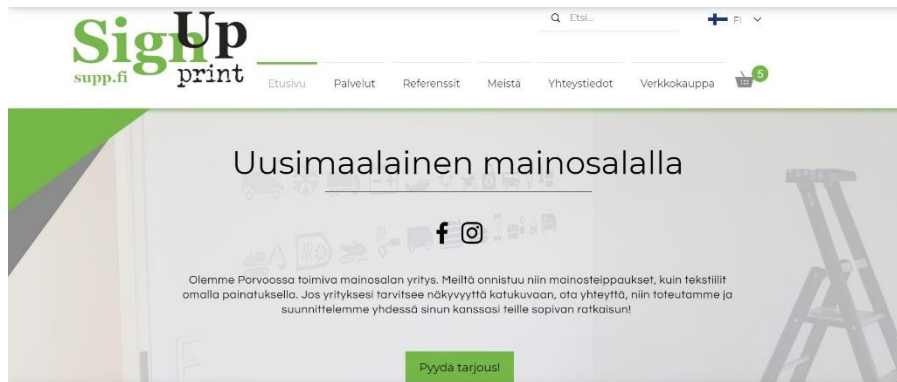 SignUp
supp.fi print
Etsi...
FI
Etusivu Palvelut Referenssit Meistä Yhteystiedot Verkkokauppa 5
Uusimaalainen mainosalalla
Olemme Porvoossa toimiva mainosalan yritys. Meiltä onnistuu niin mainosteippaukset, kuin tekstiilit
omalla painatuksella. Jos yrityksesi tarvitsee näkyvyyttä katukuvaan, ota yhteyttä, niin toteutamme ja
suunnittelemme yhdessä sinun kanssasi teille sopivan ratkaisun!
Pyydä tarjous!